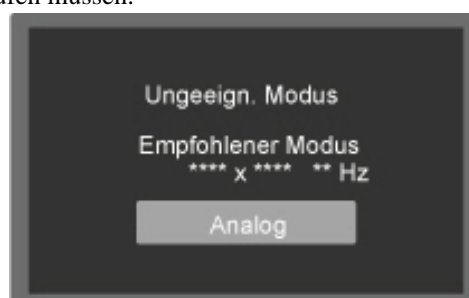 Ungeeign. Modus
Empfohlener Modus
**** x **** ** Hz
Analog